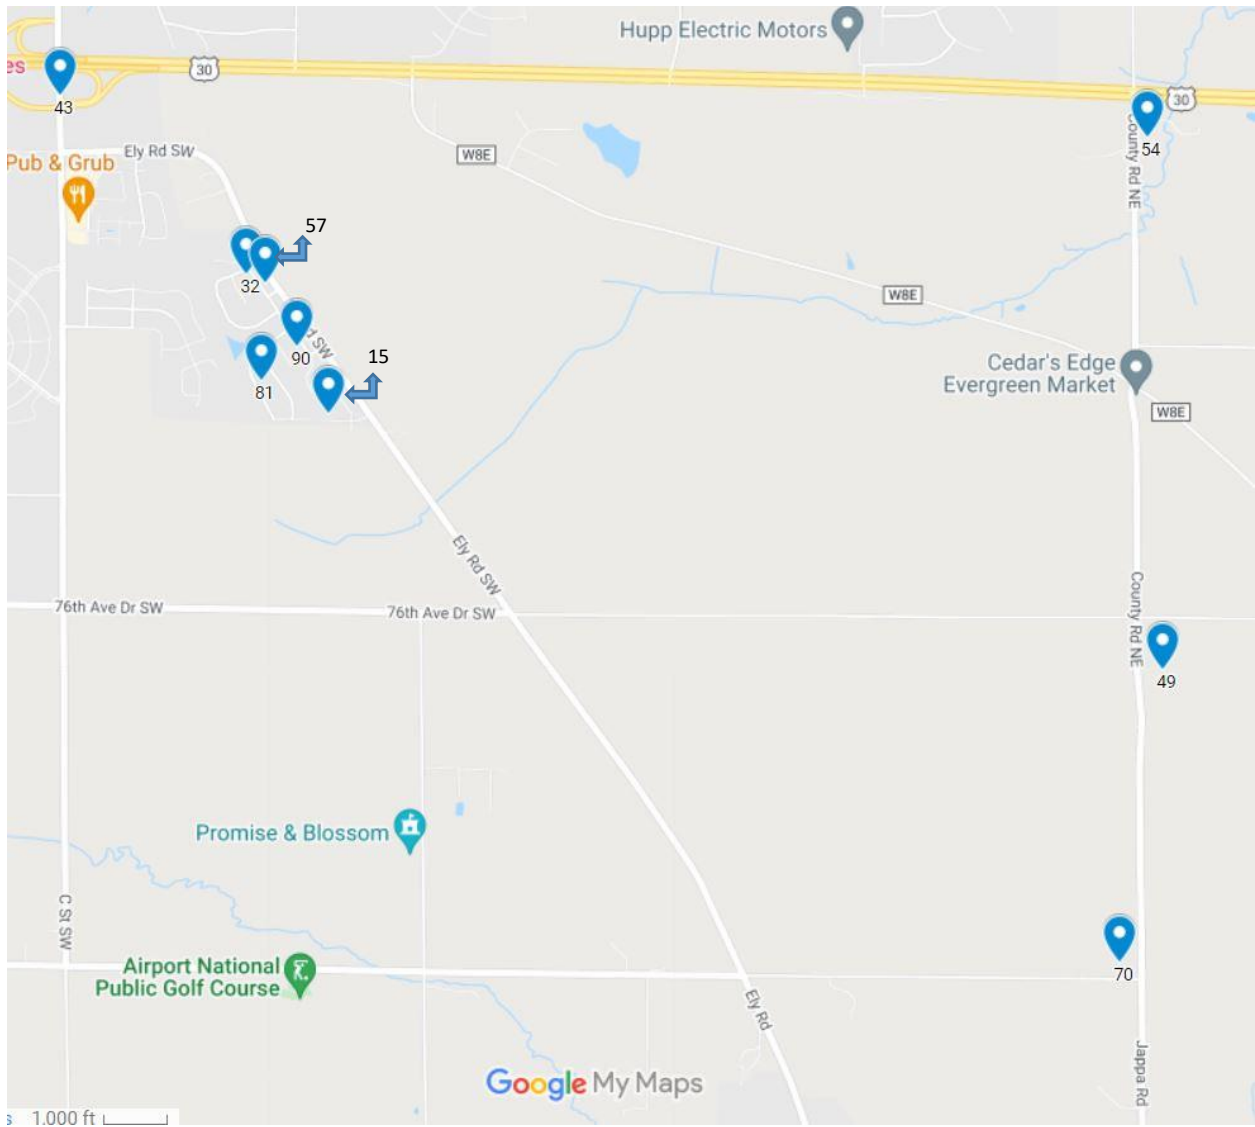 Hupp Electric Motors
es
30
43
30
54
County Rd NE
Ely Rd SW
Pub & Grub
W8E
57
32
W8E
90
d SW
15
81
Cedar's Edge
Evergreen Market
W8E
Ely Rd SW
76th Ave Dr SW
76th Ave Dr SW
County Rd NE
49
Promise & Blossom
C St SW
Airport National
Public Golf Course
70
Ely Rd
Jappa Rd
Google My Maps
s 1,000 ft